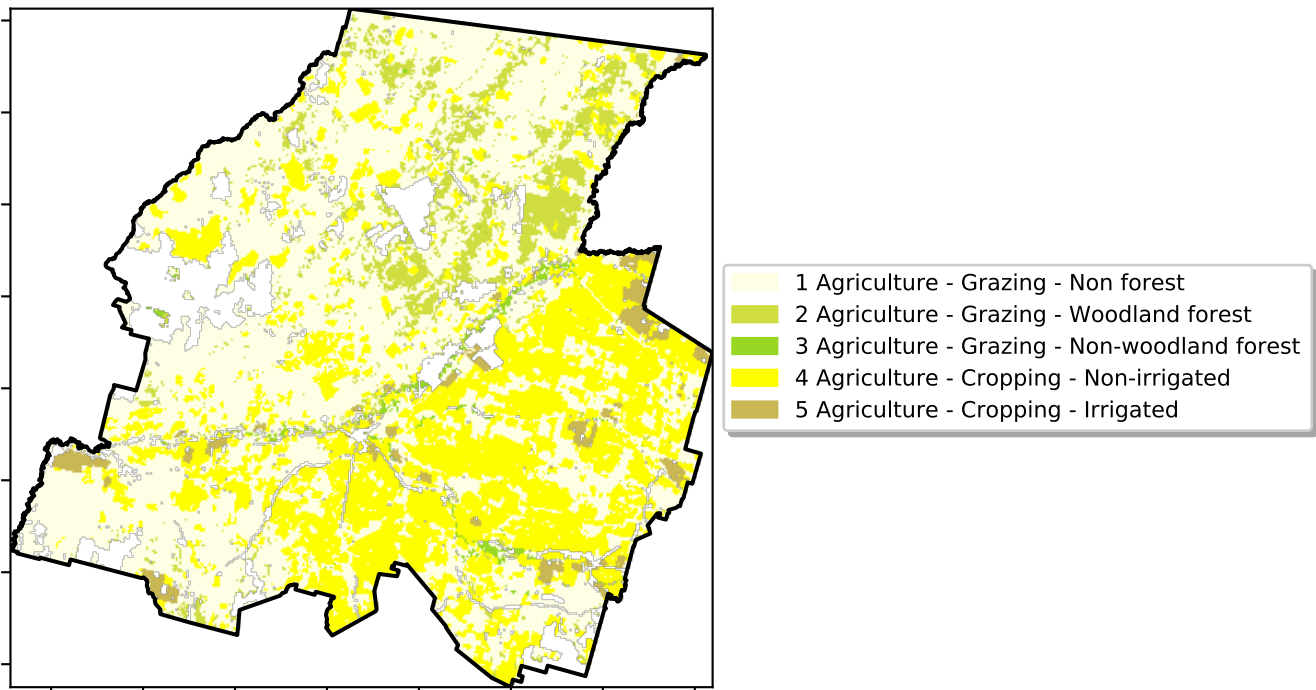 1 Agriculture - Grazing - Non forest
2 Agriculture - Grazing - Woodland forest
3 Agriculture - Grazing - Non-woodland forest
4 Agriculture - Cropping - Non-irrigated
5 Agriculture - Cropping - Irrigated